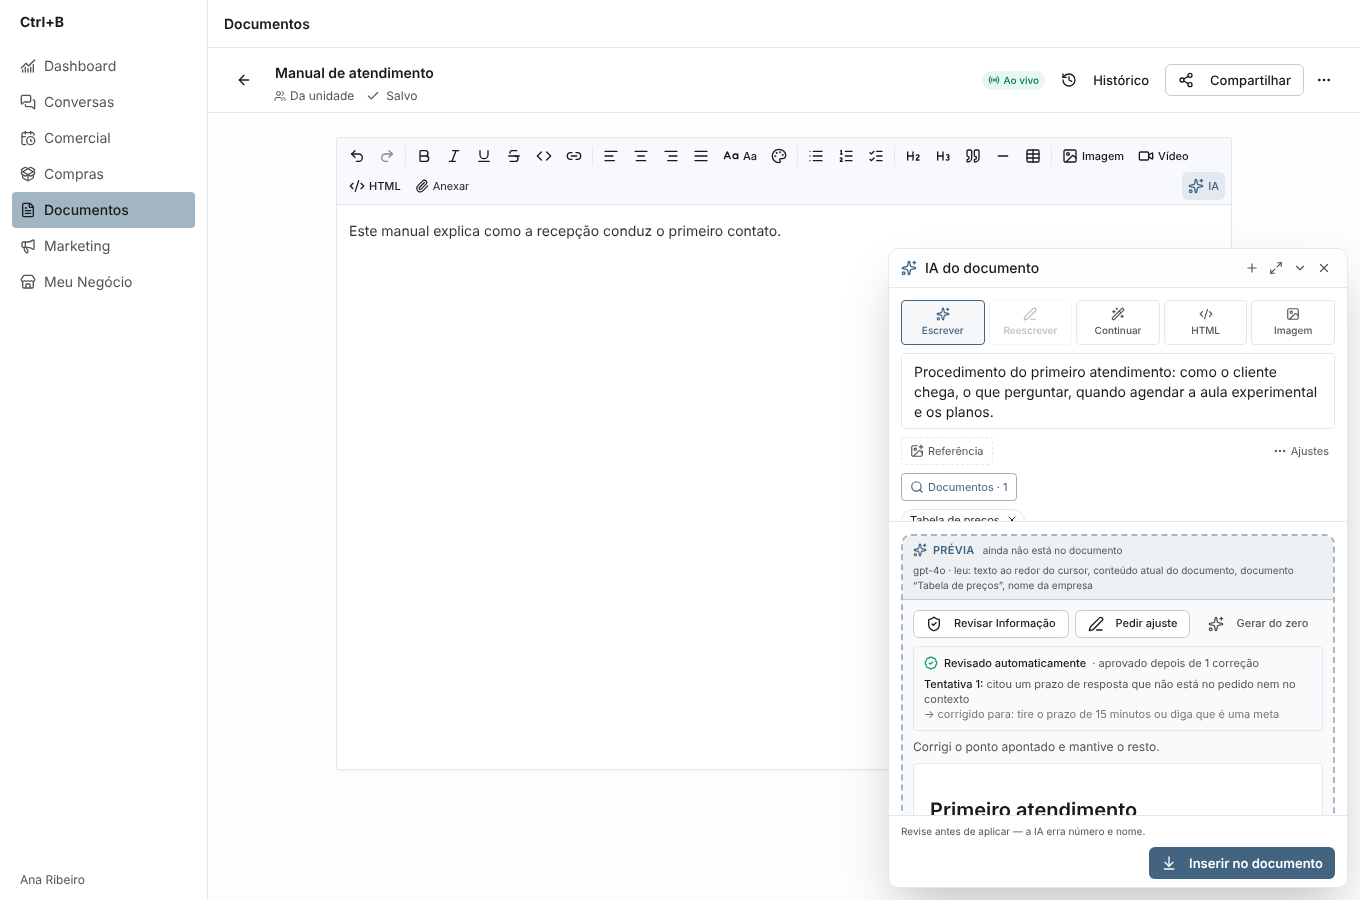 Ctrl+B
Dashboard
Conversas
Comercial
Compras
Documentos
Marketing
Meu Negócio
Ana Ribeiro
Documentos
Manual de atendimento
Da unidade
Salvo
Ao vivo
Histórico
Compartilhar
Aa Aa
H2
H3
Imagem
Vídeo
HTML
Anexar
IA
Este manual explica como a recepção conduz o primeiro contato.
IA do documento
Escrever
Reescrever
Continuar
HTML
Imagem
Procedimento do primeiro atendimento: como o cliente
chega, o que perguntar, quando agendar a aula experimental
e os planos.
Referência
Ajustes
Documentos · 1
Tabela de preços
PRÉVIA ainda não está no documento
gpt-4o · leu: texto ao redor do cursor, conteúdo atual do documento, documento
“Tabela de preços”, nome da empresa
Revisar Informação
Pedir ajuste
Gerar do zero
Revisado automaticamente · aprovado depois de 1 correção
Tentativa 1: citou um prazo de resposta que não está no pedido nem no
contexto
→ corrigido para: tire o prazo de 15 minutos ou diga que é uma meta
Corrigi o ponto apontado e mantive o resto.
Primeiro atendimento
Revise antes de aplicar — a IA erra número e nome.
Inserir no documento